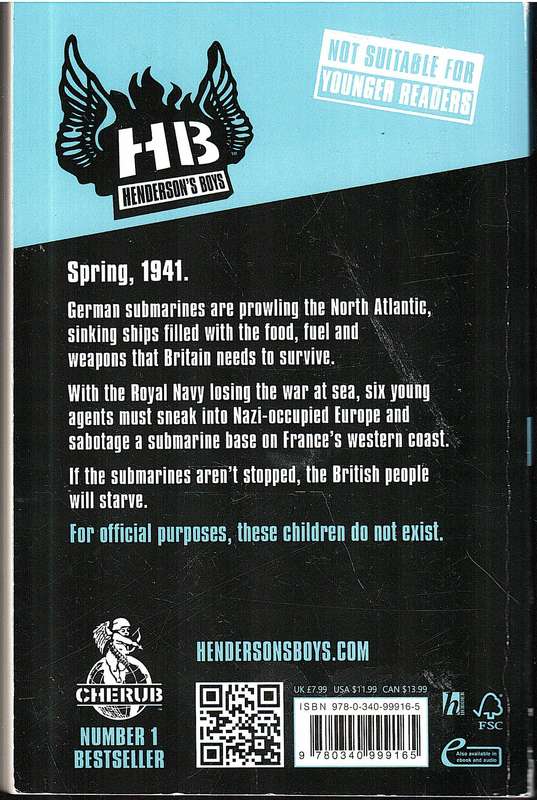 NOT SUITABLE FOR
YOUNGER READERS
HB
HENDERSON'S BOYS
Spring, 1941.
German submarines are prowling the North Atlantic,
sinking ships filled with the food, fuel and
weapons that Britain needs to survive.
With the Royal Navy losing the war at sea, six young
agents must sneak into Nazi-occupied Europe and
sabotage a submarine base on France's western coast.
If the submarines aren't stopped, the British people
will starve.
For official purposes, these children do not exist.
CHERUB
NUMBER 1
BESTSELLER
HENDERSONSBOYS.COM
UK £7.99 USA $11.99 CAN $13.99
ISBN 978-0-340-99916-5
9 780340 999165
h
FSC
e
Also available in
ebook and audio